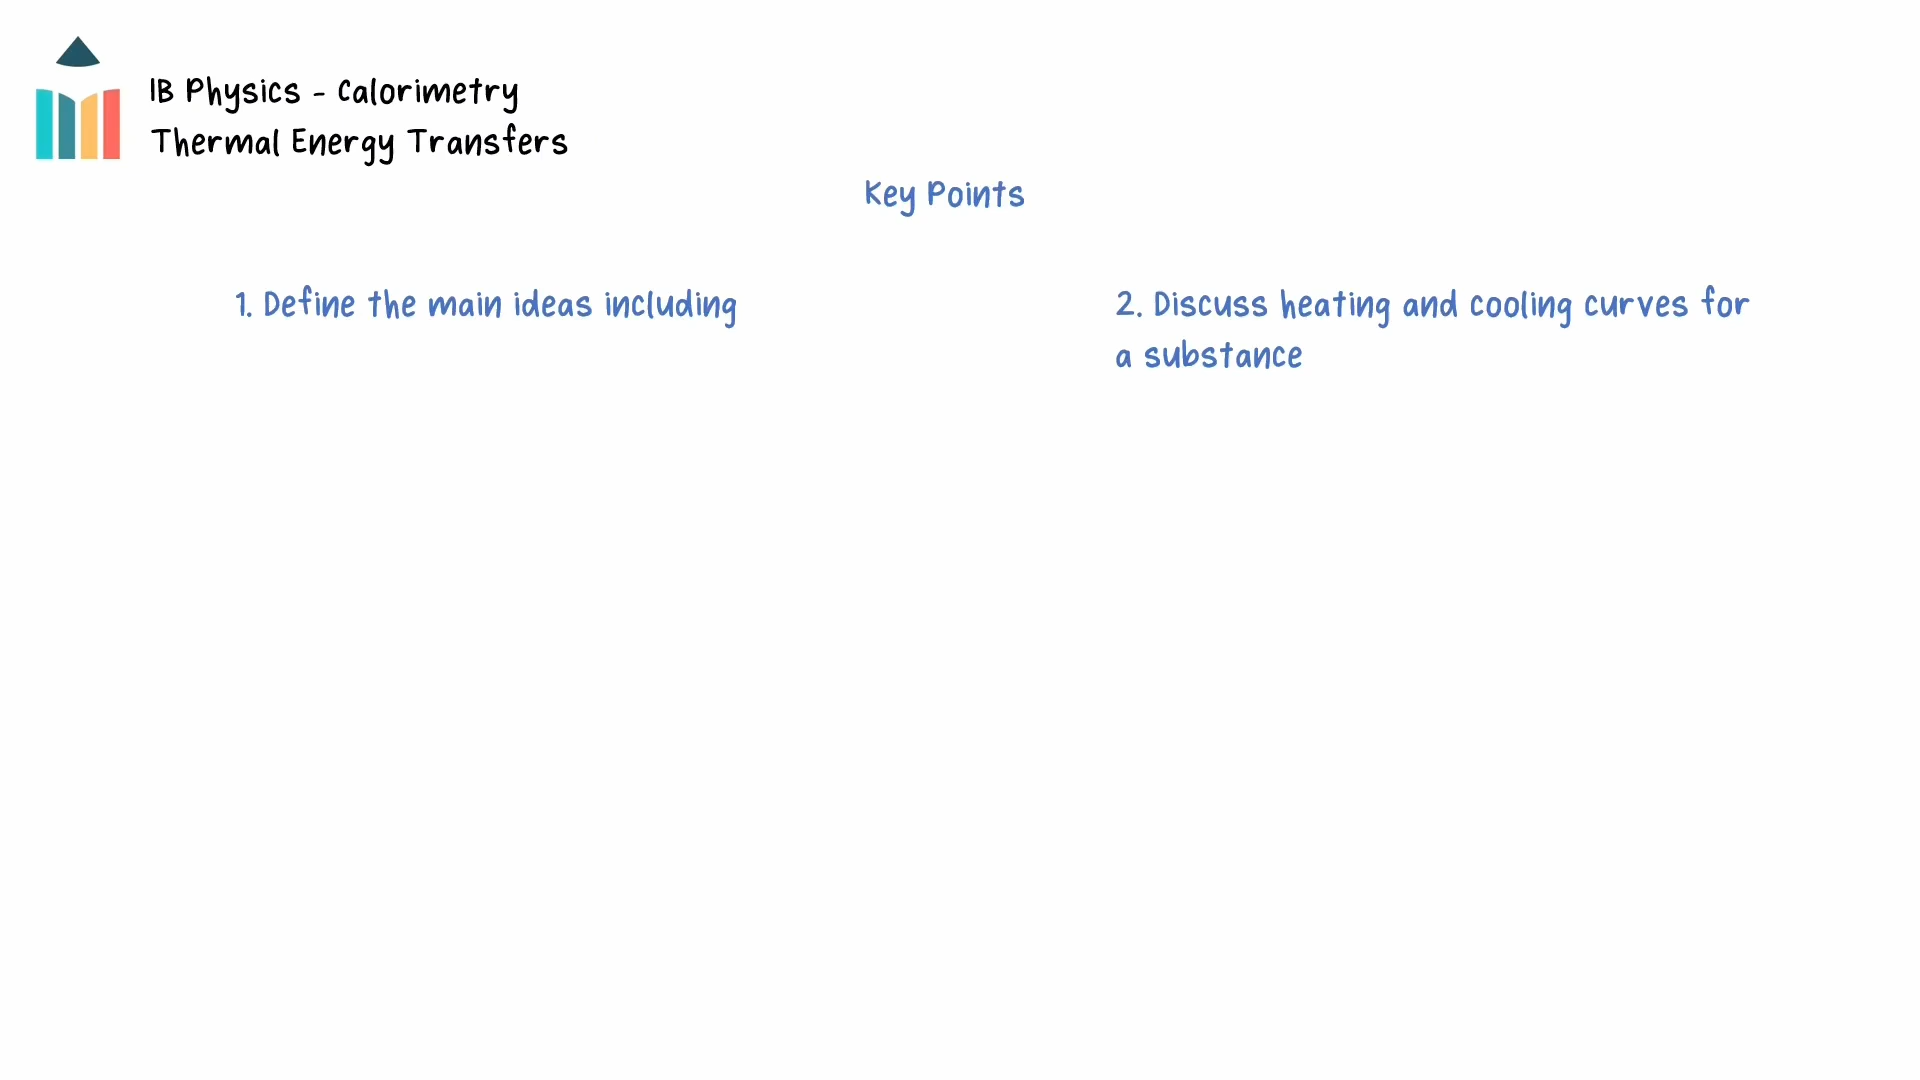 IB Physics - Calorimetry
Thermal Energy Transfers
Key Points
1. Define the main ideas including
2. Discuss heating and cooling curves for
a substance